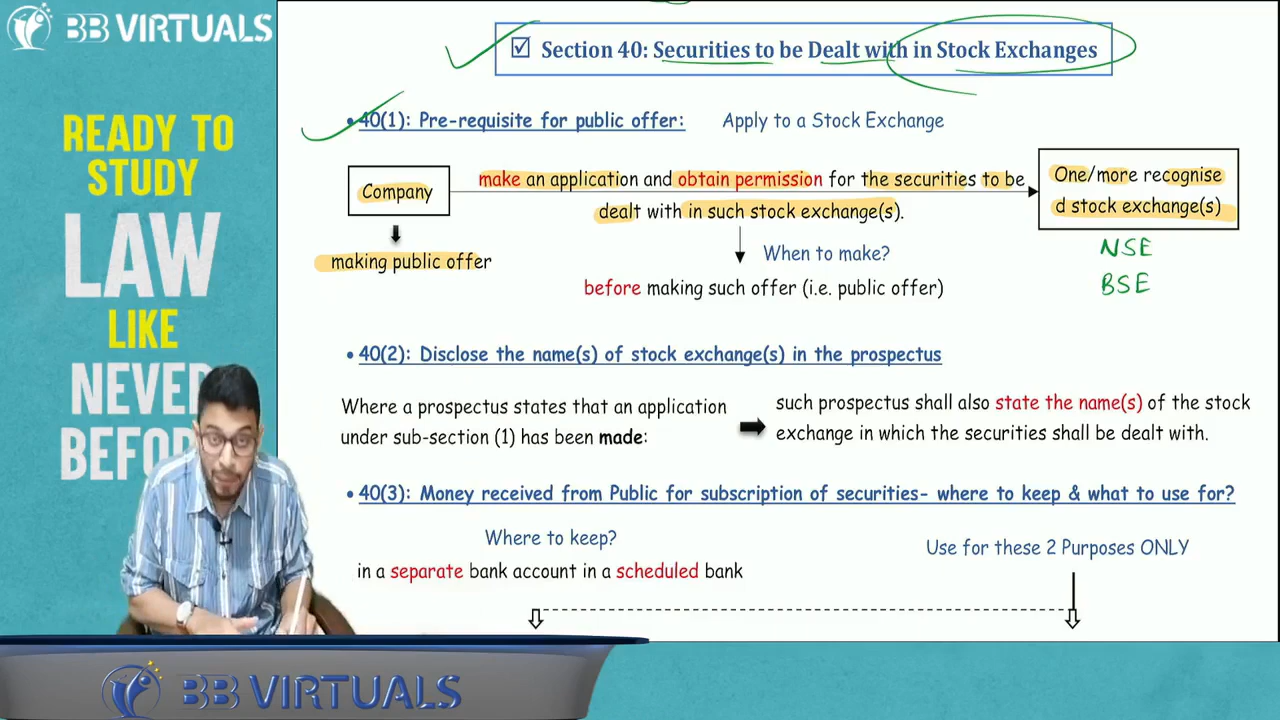 BB VIRTUALS
READY TO
STUDY
LAW
LIKE
NEVER
BEFO
☑ Section 40: Securities to be Dealt with in Stock Exchanges
• 40(1): Pre-requisite for public offer: Apply to a Stock Exchange
Company
make an application and obtain permission for the securities to be
dealt with in such stock exchange(s).
One/more recognise
d stock exchange(s)
NSE
BSE
making public offer
When to make?
before making such offer (i.e. public offer)
• 40(2): Disclose the name(s) of stock exchange(s) in the prospectus
Where a prospectus states that an application
under sub-section (1) has been made:
such prospectus shall also state the name(s) of the stock
exchange in which the securities shall be dealt with.
• 40(3): Money received from Public for subscription of securities- where to keep & what to use for?
Where to keep?
in a separate bank account in a scheduled bank
Use for these 2 Purposes ONLY
BB VIRTUALS